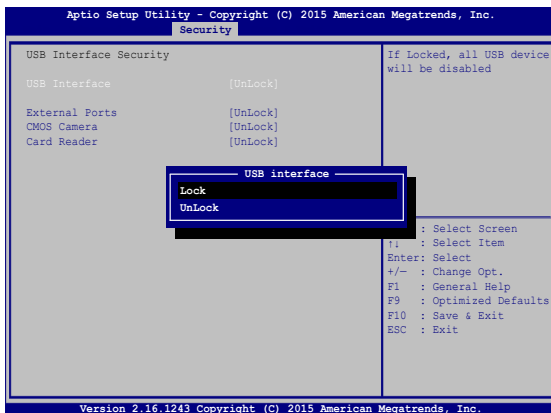 Aptio Setup Utility - Copyright (C) 2015 American Megatrends, Inc.
Security
USB Interface Security
USB Interface [UnLock]
External Ports [UnLock]
CMOS Camera [UnLock]
Card Reader [UnLock]
If Locked, all USB device
will be disabled
USB interface
Lock
UnLock
: Select Screen
↑↓ : Select Item
Enter: Select
+/— : Change Opt.
F1 : General Help
F9 : Optimized Defaults
F10 : Save & Exit
ESC : Exit
Version 2.16.1243 Copyright (C) 2015 American Megatrends, Inc.